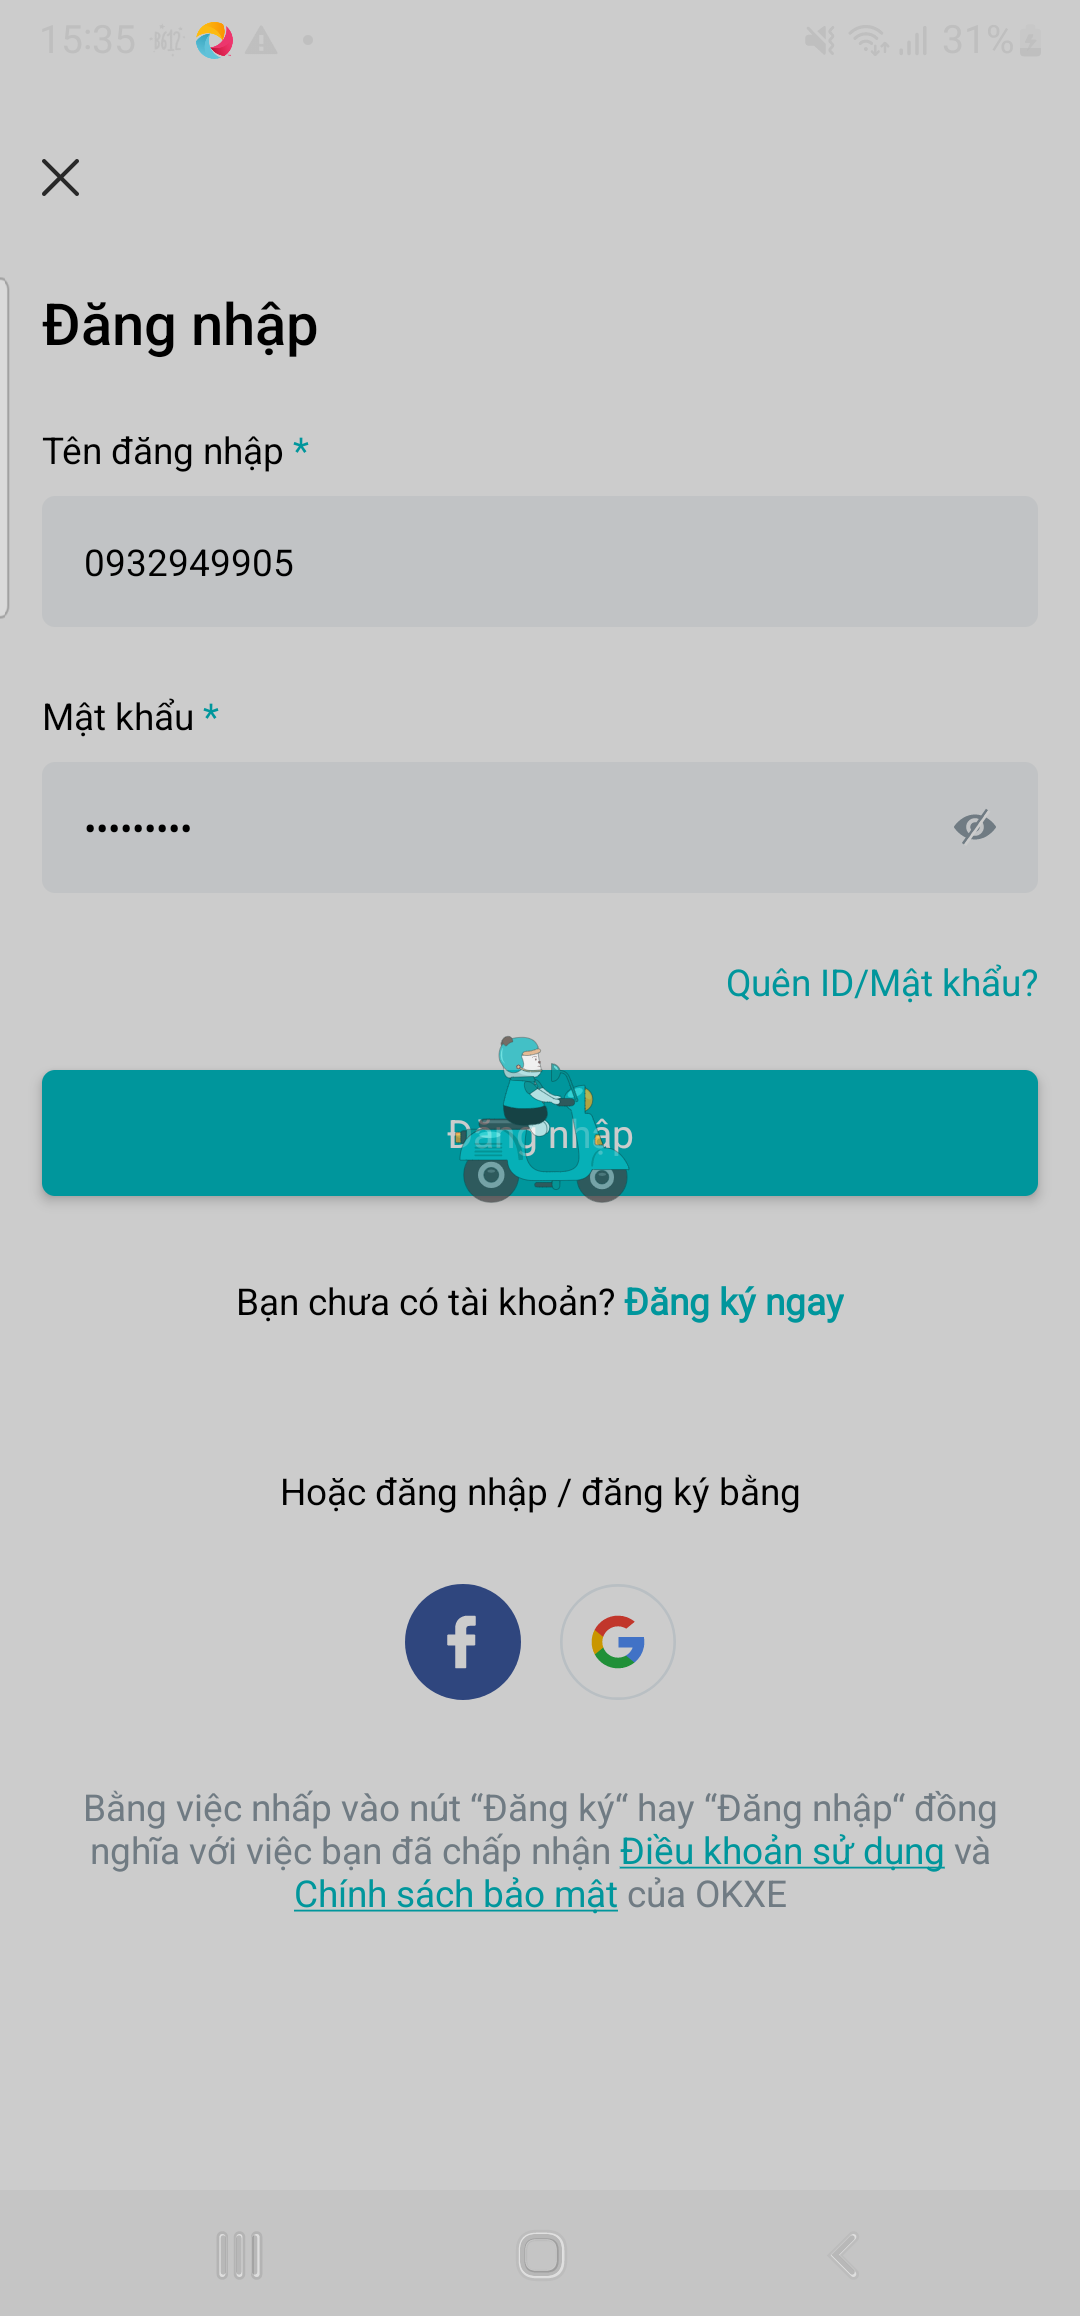 15:35
B612
31%
Đăng nhập
Tên đăng nhập *
0932949905
Mật khẩu *
•••••••••
Quên ID/Mật khẩu?
Đăng nhập
Bạn chưa có tài khoản? Đăng ký ngay
Hoặc đăng nhập / đăng ký bằng
Bằng việc nhấp vào nút “Đăng ký“ hay “Đăng nhập“ đồng
nghĩa với việc bạn đã chấp nhận Điều khoản sử dụng và
Chính sách bảo mật của OKXE